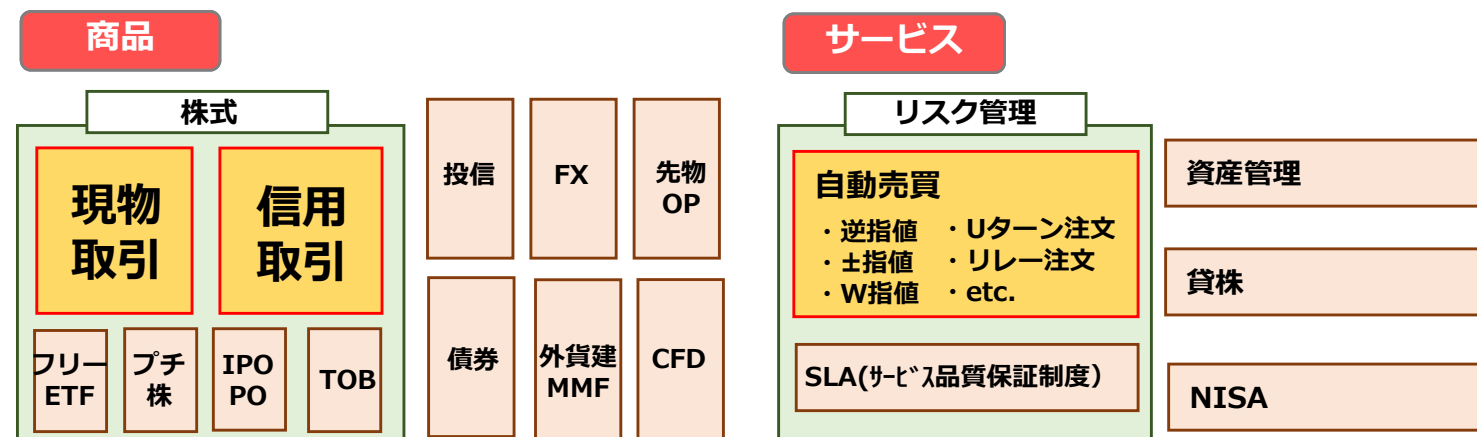 商品
株式
現物
取引
信用
取引
フリー
ETF
プチ
株
IPO
PO
TOB
投信
FX
先物
OP
債券
外貨建
MMF
CFD
サービス
リスク管理
自動売買
・逆指値 ・Uターン注文
・±指値 ・リレー注文
・W指値 ・etc.
SLA(ｻｰﾋﾞｽ品質保証制度）
資産管理
貸株
NISA